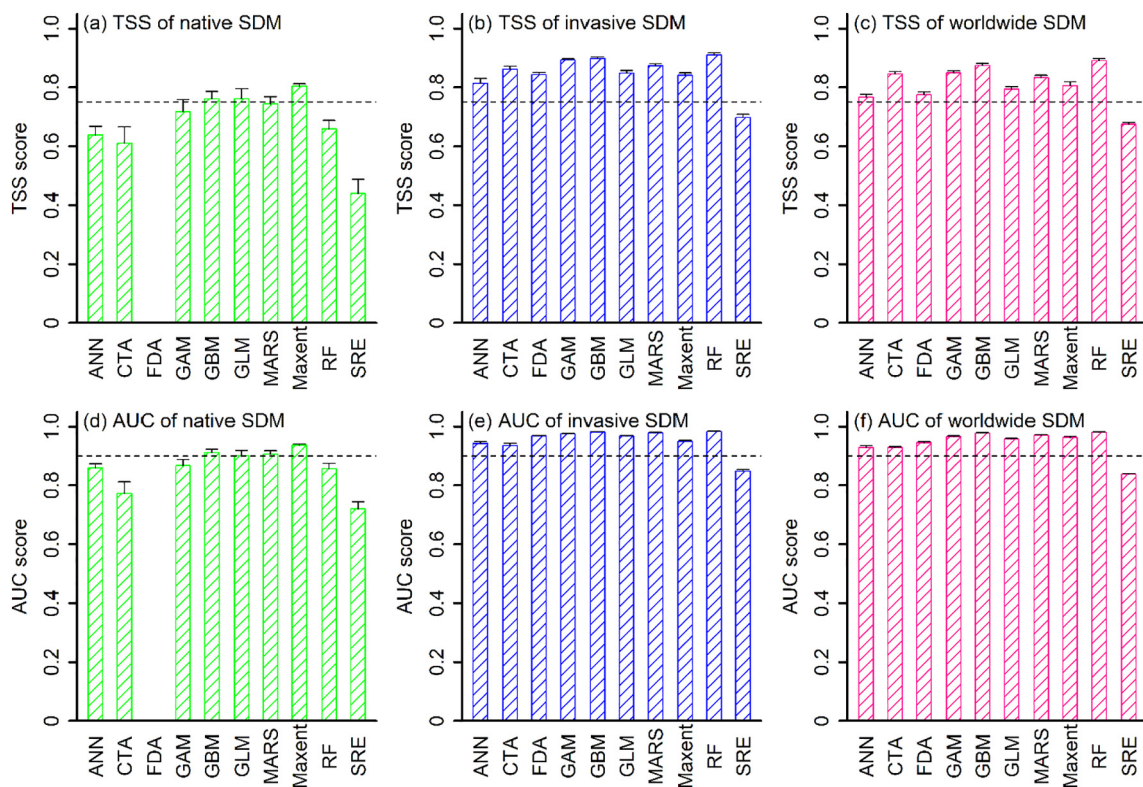 (a) TSS of native SDM
TSS score
1.0
0.8
0.6
0.4
0.2
0
ANN CTA FDA GAM GBM GLM MARS Maxent RF SRE
(b) TSS of invasive SDM
TSS score
1.0
0.8
0.6
0.4
0.2
0
ANN CTA FDA GAM GBM GLM MARS Maxent RF SRE
(c) TSS of worldwide SDM
TSS score
1.0
0.8
0.6
0.4
0.2
0
ANN CTA FDA GAM GBM GLM MARS Maxent RF SRE
(d) AUC of native SDM
AUC score
1.0
0.8
0.6
0.4
0.2
0
ANN CTA FDA GAM GBM GLM MARS Maxent RF SRE
(e) AUC of invasive SDM
AUC score
1.0
0.8
0.6
0.4
0.2
0
ANN CTA FDA GAM GBM GLM MARS Maxent RF SRE
(f) AUC of worldwide SDM
AUC score
1.0
0.8
0.6
0.4
0.2
0
ANN CTA FDA GAM GBM GLM MARS Maxent RF SRE